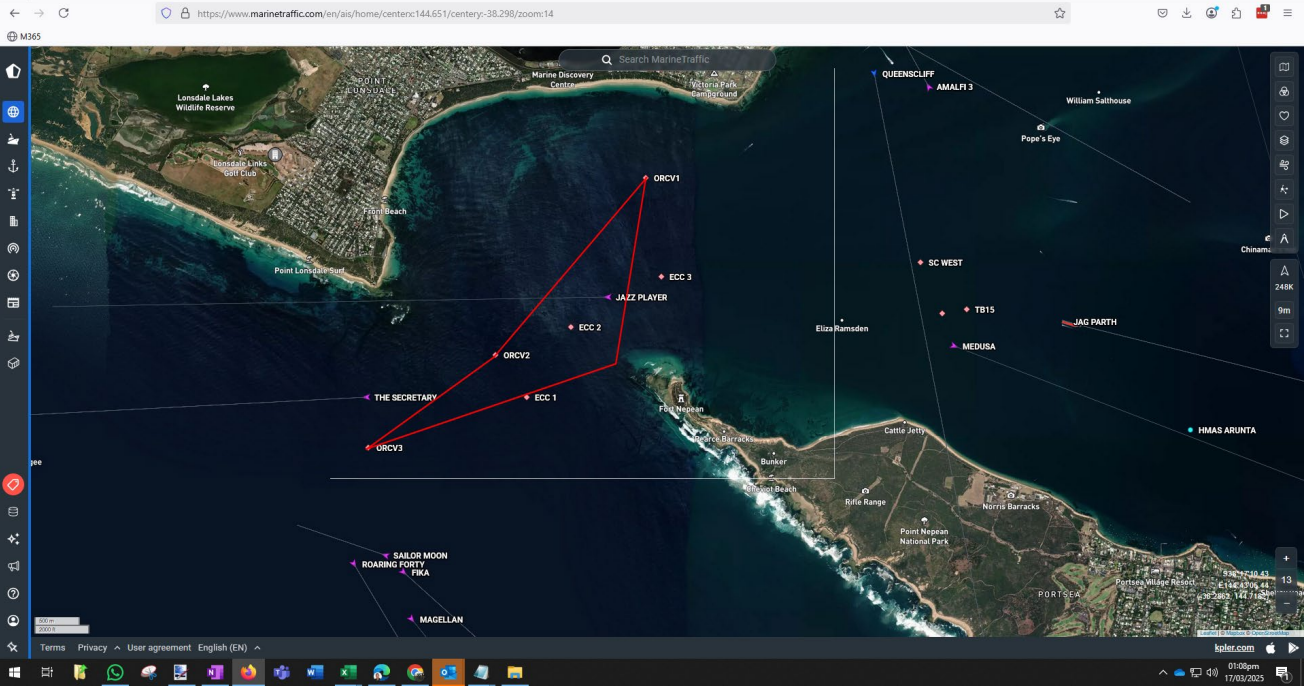 https://www.marinetraffic.com/en/ais/home/centerx:144.651/centery:-38.298/zoom:14
1
M365
Search MarineTraffic
POINT
LONSDALE
Marine Discovery
Centre
Victoria Park
Campground
QUEENSCLIFF
AMALFI 3
William Salthouse
Lonsdale Lakes
Wildlife Reserve
Pope's Eye
Lonsdale Links
Golf Club
ORCV1
Front Beach
Chinama
SC WEST
Point Lonsdale Surf
ECC 3
248K
JAZZ PLAYER
TB15
9m
ECC 2
Eliza Ramsden
JAG PARTH
MEDUSA
ORCV2
THE SECRETARY
ECC 1
Fort Nepean
Cattle Jetty
HMAS ARUNTA
Pearce Barracks
ORCV3
gee
Bunker
Cheviot Beach
Rifle Range
Norris Barracks
Point Nepean
National Park
SAILOR MOON
ROARING FORTY
FIKA
+
13
−
Portsea Village Resort
PORTSEA
MAGELLAN
500 m
2000 ft
Leaflet | © Mapbox © OpenStreetMap
Terms Privacy User agreement English (EN)
kpler.com
01:08pm
17/03/2025
1